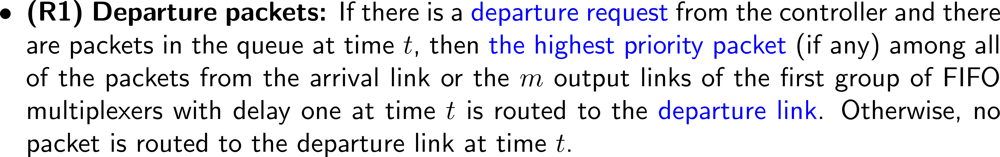 • (R1) Departure packets: If there is a departure request from the controller and there
are packets in the queue at time t, then the highest priority packet (if any) among all
of the packets from the arrival link or the m output links of the first group of FIFO
multiplexers with delay one at time t is routed to the departure link. Otherwise, no
packet is routed to the departure link at time t.